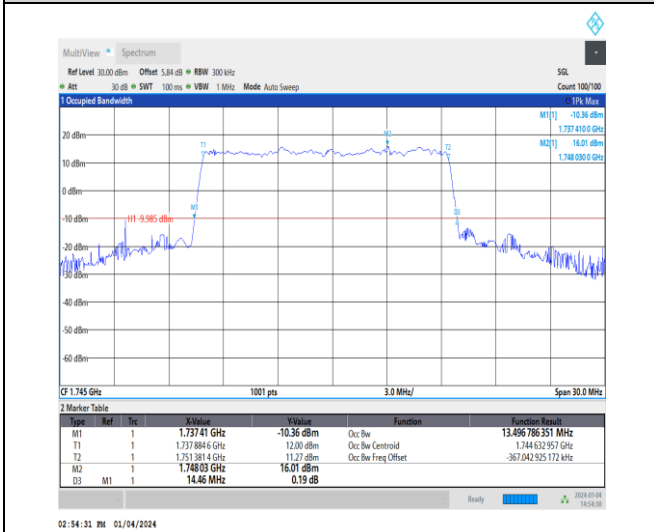 MultiView Spectrum
Ref Level 30.00 dBm Offset 5.84 dB RBW 300 kHz SGL
Att 30 dB SWT 100 ms VBW 1 MHz Mode Auto Sweep Count 100/100
1 Occupied Bandwidth 1Pk Max
M1[1] -10.36 dBm
1.737 410 0 GHz
M2[1] 16.01 dBm
1.748 030 0 GHz
20 dBm
T1
M2
T2
10 dBm
0 dBm
M1
D3
-10 dBm
H1 -9.985 dBm
-20 dBm
-30 dBm
-40 dBm
-50 dBm
-60 dBm
CF 1.745 GHz 1001 pts 3.0 MHz/ Span 30.0 MHz
2 Marker Table
Type Ref Trc X-Value Y-Value Function Function Result
M1 1 1.737 41 GHz -10.36 dBm Occ Bw 13.496 786 351 MHz
T1 1 1.737 884 6 GHz 12.00 dBm Occ Bw Centroid 1.744 632 957 GHz
T2 1 1.751 381 4 GHz 11.27 dBm Occ Bw Freq Offset -367.042 925 172 kHz
M2 1 1.748 03 GHz 16.01 dBm
D3 M1 1 14.46 MHz 0.19 dB
Ready 2024-01-04
14:54:30
02:54:31 PM 01/04/2024